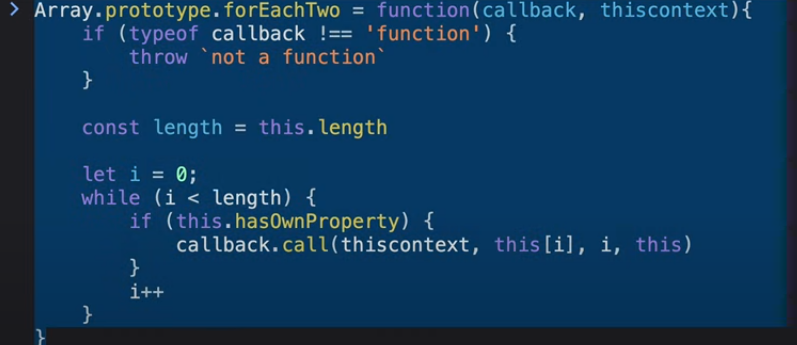 > Array.prototype.forEachTwo = function(callback, thiscontext){
    if (typeof callback !== 'function') {
        throw `not a function`
    }

    const length = this.length

    let i = 0;
    while (i < length) {
        if (this.hasOwnProperty) {
            callback.call(thiscontext, this[i], i, this)
        }
        i++
    }
}